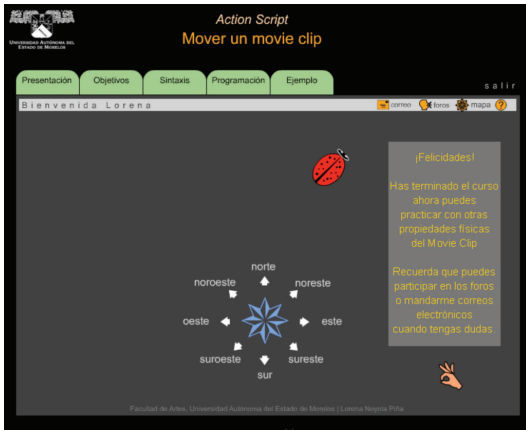 Action Script
Mover un movie clip
UNIVERSIDAD AUTÓNOMA DEL
ESTADO DE MORELOS
Presentación
Objetivos
Sintaxis
Programación
Ejemplo
salir
Bienvenida Lorena
correo
foros
mapa
?
¡Felicidades!
Has terminado el curso
ahora puedes
practicar con otras
propiedades físicas
del Movie Clip
Recuerda que puedes
participar en los foros
o mandarme correos
electrónicos
cuando tengas dudas.
norte
noroeste
noreste
oeste
este
suroeste
sureste
sur
Facultad de Artes, Universidad Autónoma del Estado de Morelos | Lorena Noyola Piña